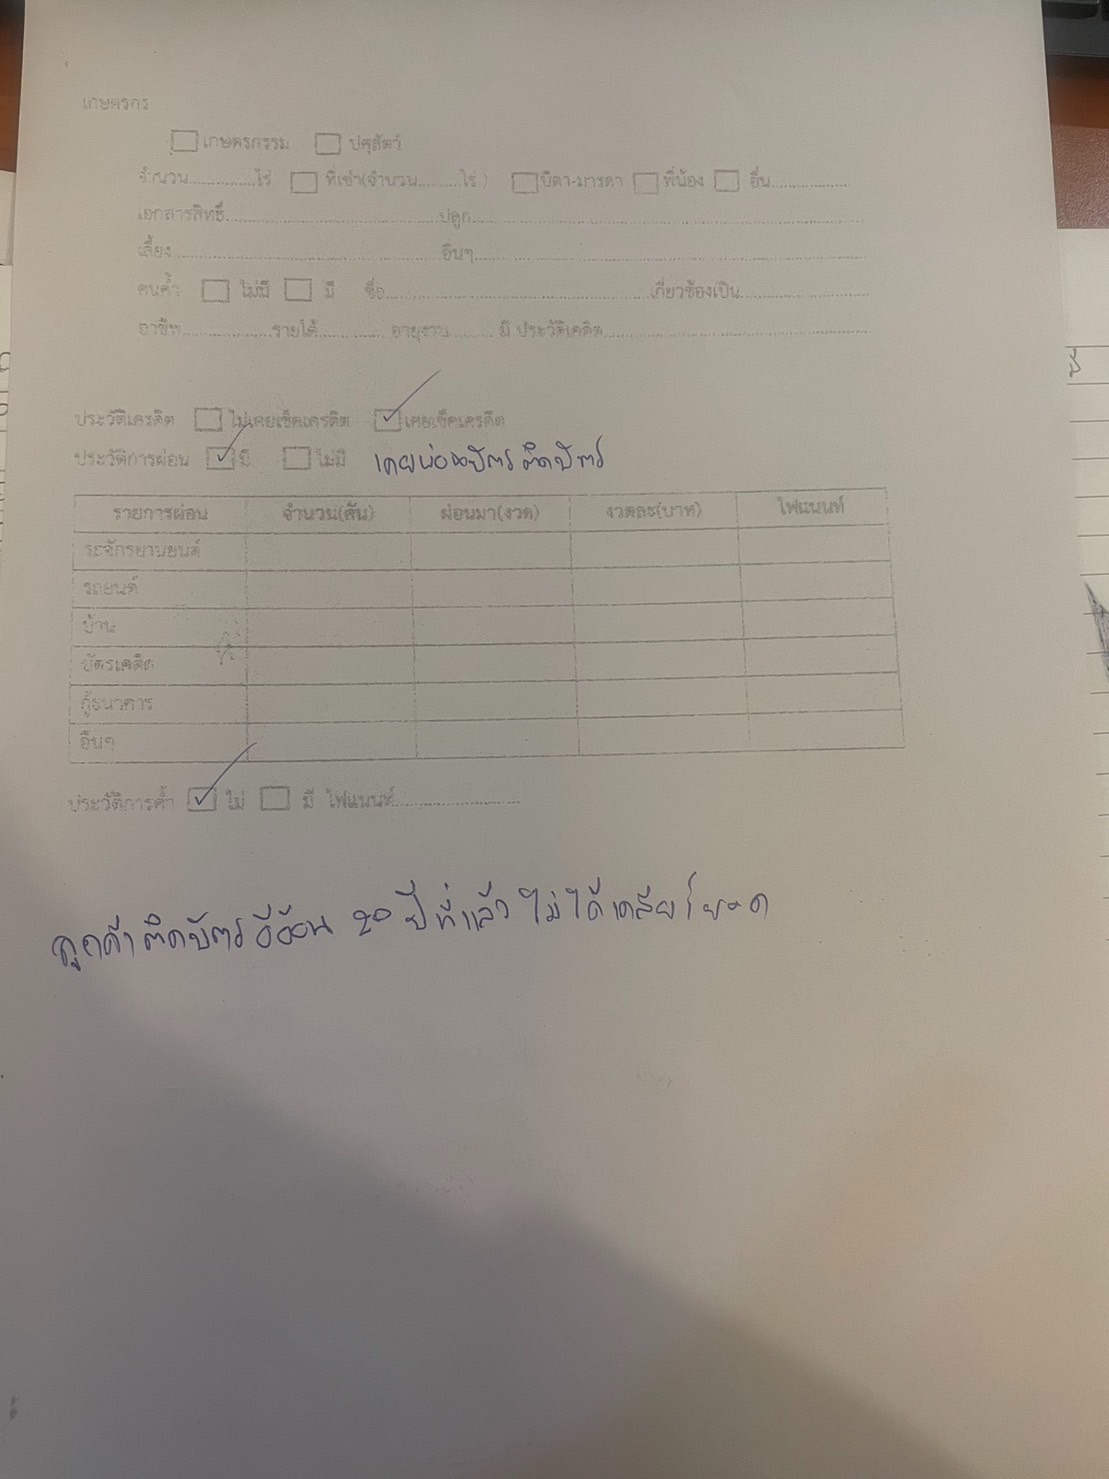 เกษตรกร
☐ เกษตรกรรม ☐ ปศุสัตว์
จำนวน...............ไร่ ☐ ที่เช่า(จำนวน.........ไร่ ) ☐ บิดา-มารดา ☐ พี่น้อง ☐ อื่น..................
เอกสารสิทธิ์..................................................ปลูก..................................................
เลี้ยง..................................................อื่นๆ..................................................
คนค้ำ ☐ ไม่มี ☐ มี ชื่อ..................................................เกี่ยวข้องเป็น..............................
อาชีพ....................รายได้............... อายุงาน.......... มี ประวัติเคดิต..................................................
ประวัติเครดิต ☐ ไม่เคยเช็คเครดิต ☑ เคยเช็คเครดิต
ประวัติการผ่อน ☑ มี ☐ ไม่มี เคยผ่อนบัตร ติดบัตร
รายการผ่อน จำนวน(คัน) ผ่อนมา(งวด) งวดละ(บาท) ไฟแนนท์
รถจักรยานยนต์
รถยนต์
บ้าน
บัตรเคดิต
กู้ธนาคาร
อื่นๆ
ประวัติการค้ำ ☑ ไม่ ☐ มี ไฟแนนท์..............................
ลูกค้าติดบัตรอิออน 20 ปีที่แล้ว ไม่ได้เคลียร์ยอด